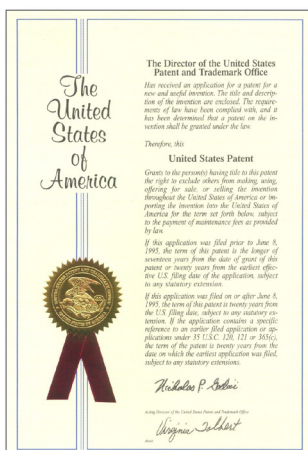 The
United
States
of
America
The Director of the United States
Patent and Trademark Office
Has received an application for a patent for a
new and useful invention. The title and descrip-
tion of the invention are enclosed. The require-
ments of law have been complied with, and it
has been determined that a patent on the in-
vention shall be granted under the law.
Therefore, this
United States Patent
Grants to the person(s) having title to this patent
the right to exclude others from making, using,
offering for sale, or selling the invention
throughout the United States of America or im-
porting the invention into the United States of
America for the term set forth below, subject
to the payment of maintenance fees as provided
by law.
If this application was filed prior to June 8,
1995, the term of this patent is the longer of
seventeen years from the date of grant of this
patent or twenty years from the earliest effec-
tive U.S. filing date of the application, subject
to any statutory extension.
If this application was filed on or after June 8,
1995, the term of this patent is twenty years from
the U.S. filing date, subject to any statutory ex-
tension. If the application contains a specific
reference to an earlier filed application or ap-
plications under 35 U.S.C. 120, 121 or 365(c),
the term of the patent is twenty years from the
date on which the earliest application was filed,
subject to any statutory extensions.
Nicholas P. Godici
Acting Director of the United States Patent and Trademark Office